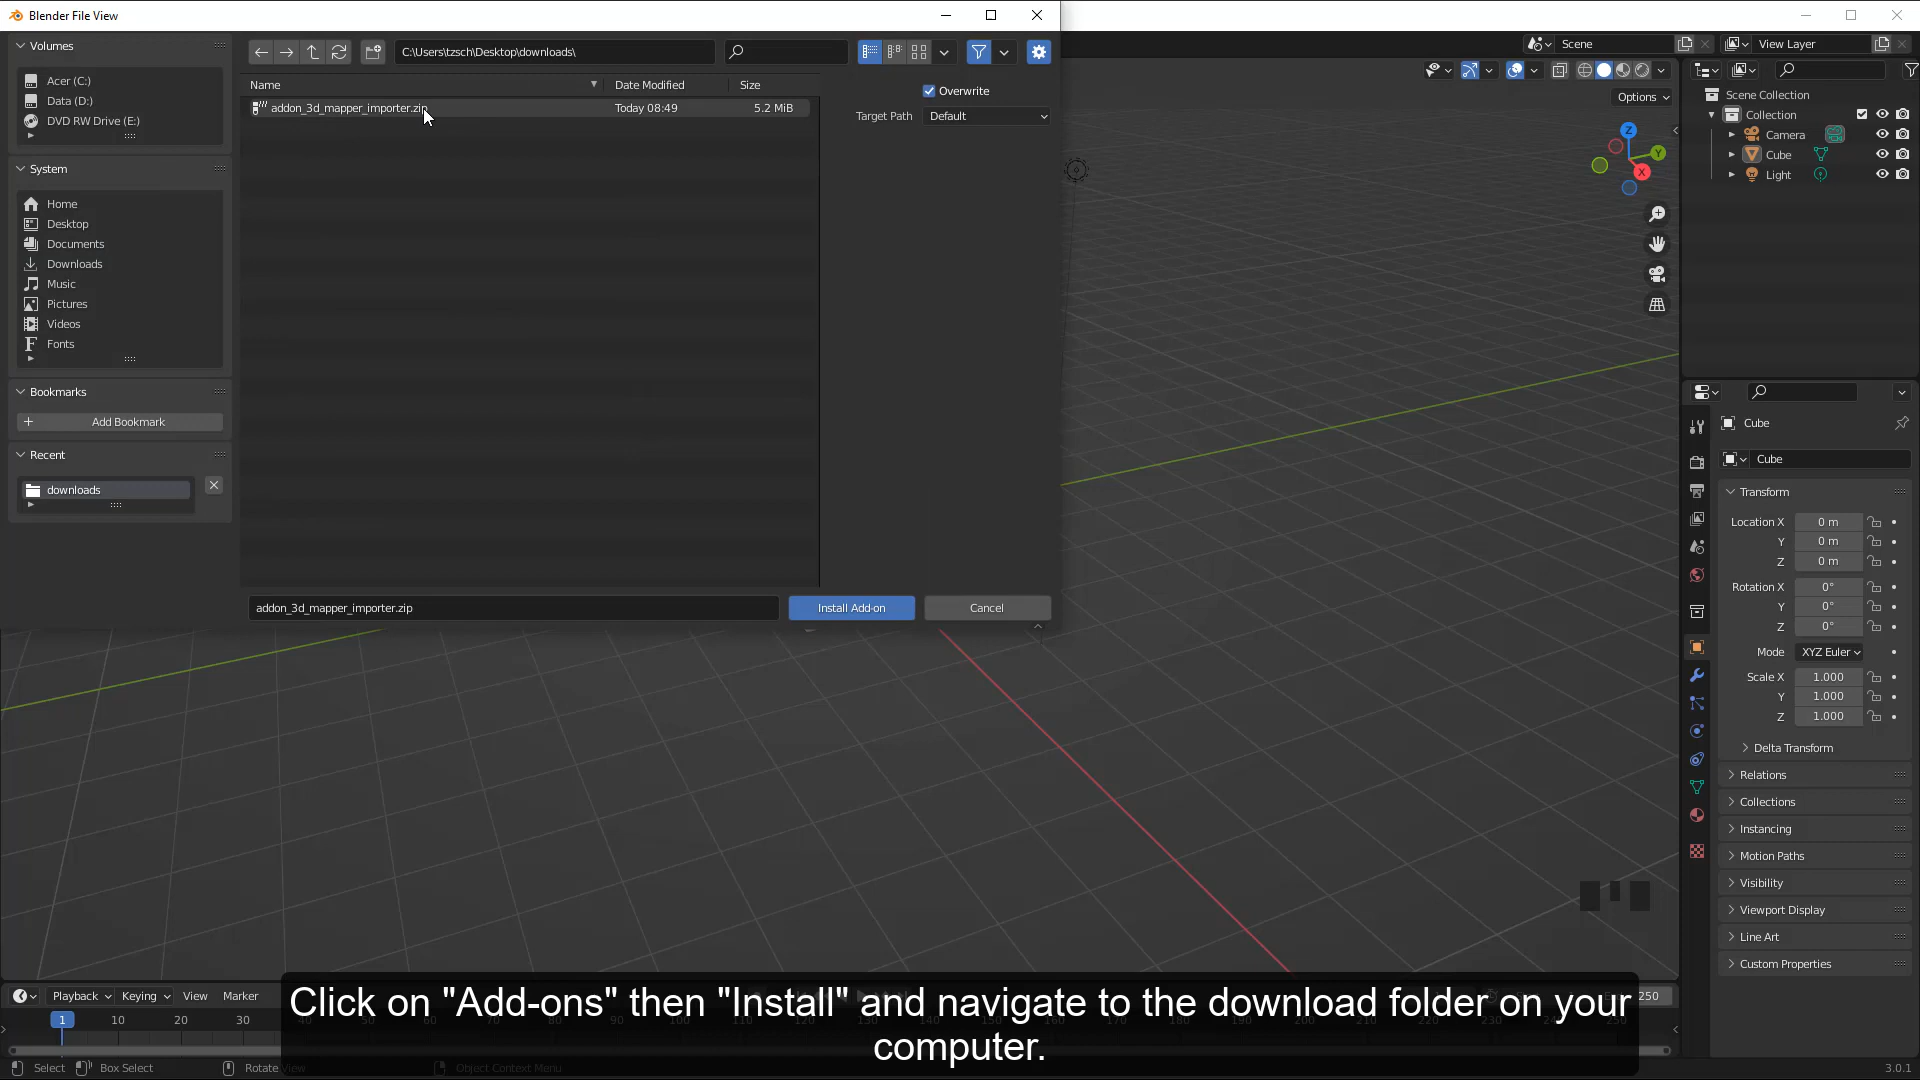 Blender File View
Volumes
Acer (C:)
Data (D:)
DVD RW Drive (E:)
System
Home
Desktop
Documents
Downloads
Music
Pictures
Videos
Fonts
Bookmarks
Add Bookmark
Recent
downloads
C:\Users\tzsch\Desktop\downloads\
Name Date Modified Size
addon_3d_mapper_importer.zip Today 08:49 5.2 MiB
Overwrite
Target Path Default
addon_3d_mapper_importer.zip Install Add-on Cancel
Scene View Layer
Options
Z
Y
X
Scene Collection
Collection
Camera
Cube
Light
Cube
Cube
Transform
Location X 0 m
Y 0 m
Z 0 m
Rotation X 0°
Y 0°
Z 0°
Mode XYZ Euler
Scale X 1.000
Y 1.000
Z 1.000
Delta Transform
Relations
Collections
Instancing
Motion Paths
Visibility
Viewport Display
Line Art
Custom Properties
Playback Keying View Marker 250
1 10 20 30
Click on "Add-ons" then "Install" and navigate to the download folder on your
computer.
Select Box Select Rotate View Object Context Menu 3.0.1